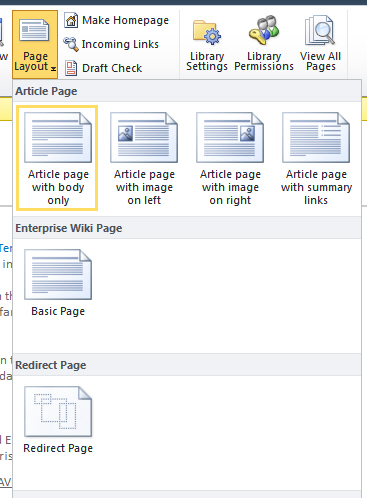 Page
Layout
Make Homepage
Incoming Links
Draft Check
Library
Settings
Library
Permissions
View All
Pages
Article Page
Article page
with body
only
Article page
with image
on left
Article page
with image
on right
Article page
with summary
links
Enterprise Wiki Page
Basic Page
Redirect Page
Redirect Page